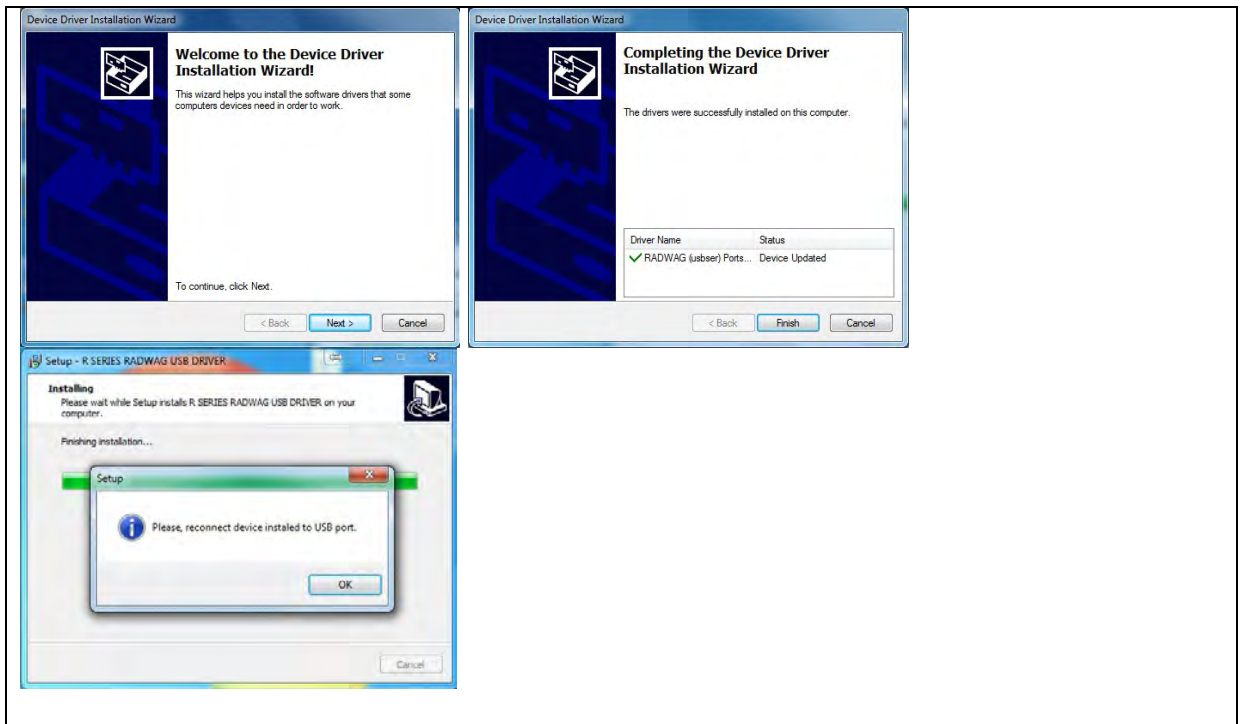 Device Driver Installation Wizard
Welcome to the Device Driver
Installation Wizard!
This wizard helps you install the software drivers that some
computers devices need in order to work.
To continue, click Next.
< Back
Next >
Cancel
Device Driver Installation Wizard
Completing the Device Driver
Installation Wizard
The drivers were successfully installed on this computer.
Driver Name Status
RADWAG (usbser) Ports... Device Updated
< Back
Finish
Cancel
Setup - R SERIES RADWAG USB DRIVER
Installing
Please wait while Setup installs R SERIES RADWAG USB DRIVER on your
computer.
Finishing installation...
Setup
Please, reconnect device instaled to USB port.
OK
Cancel